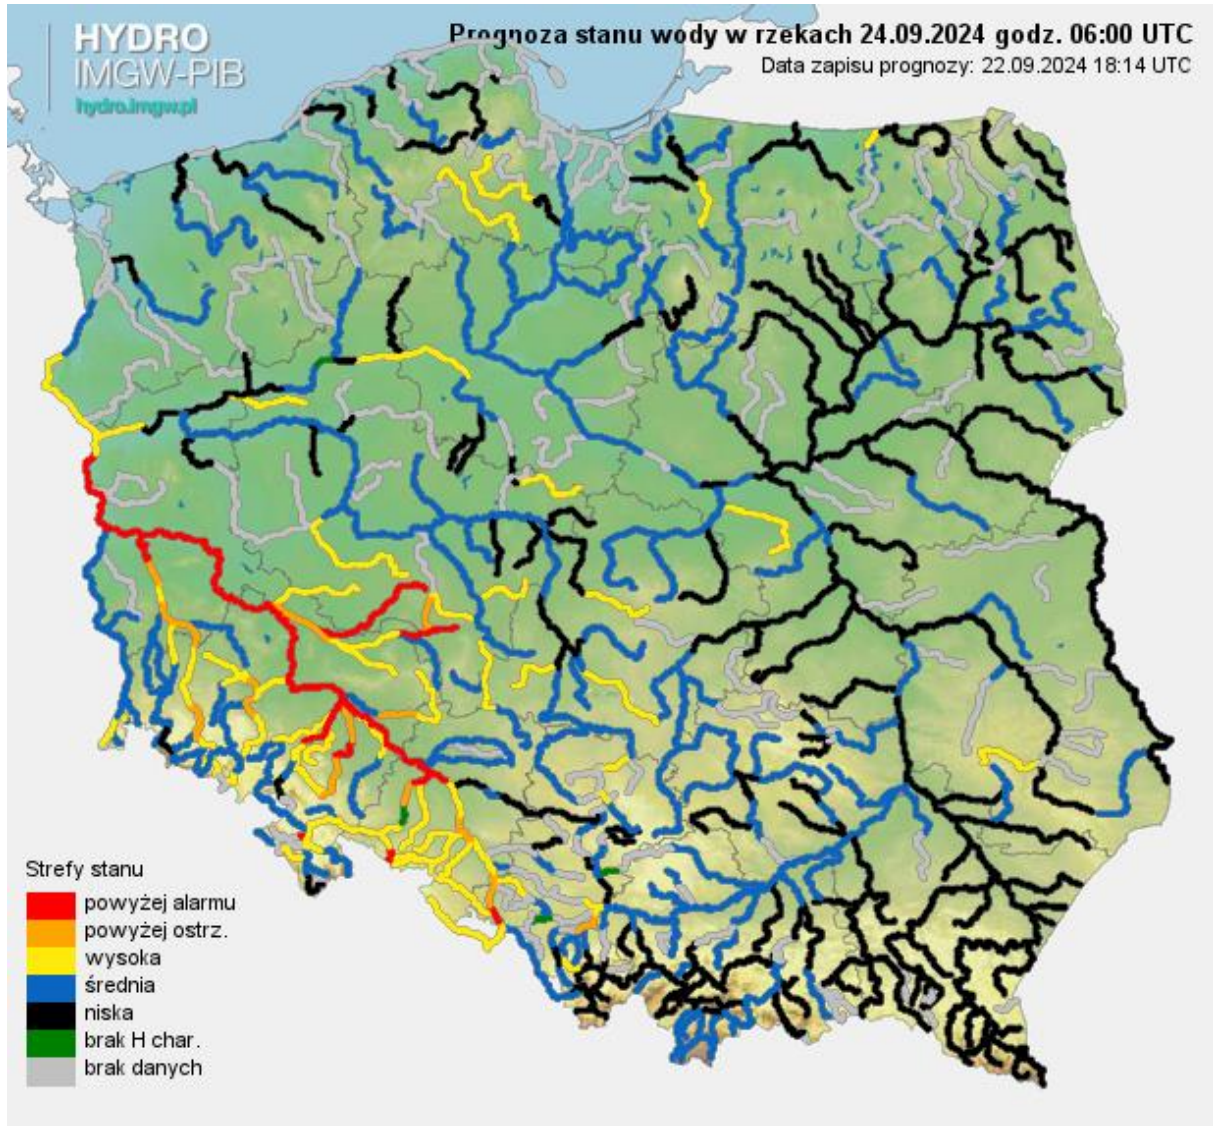 HYDRO
IMGW-PIB
hydro.imgw.pl
Prognoza stanu wody w rzekach 24.09.2024 godz. 06:00 UTC
Data zapisu prognozy: 22.09.2024 18:14 UTC
Strefy stanu
powyżej alarmu
powyżej ostrz.
wysoka
średnia
niska
brak H char.
brak danych